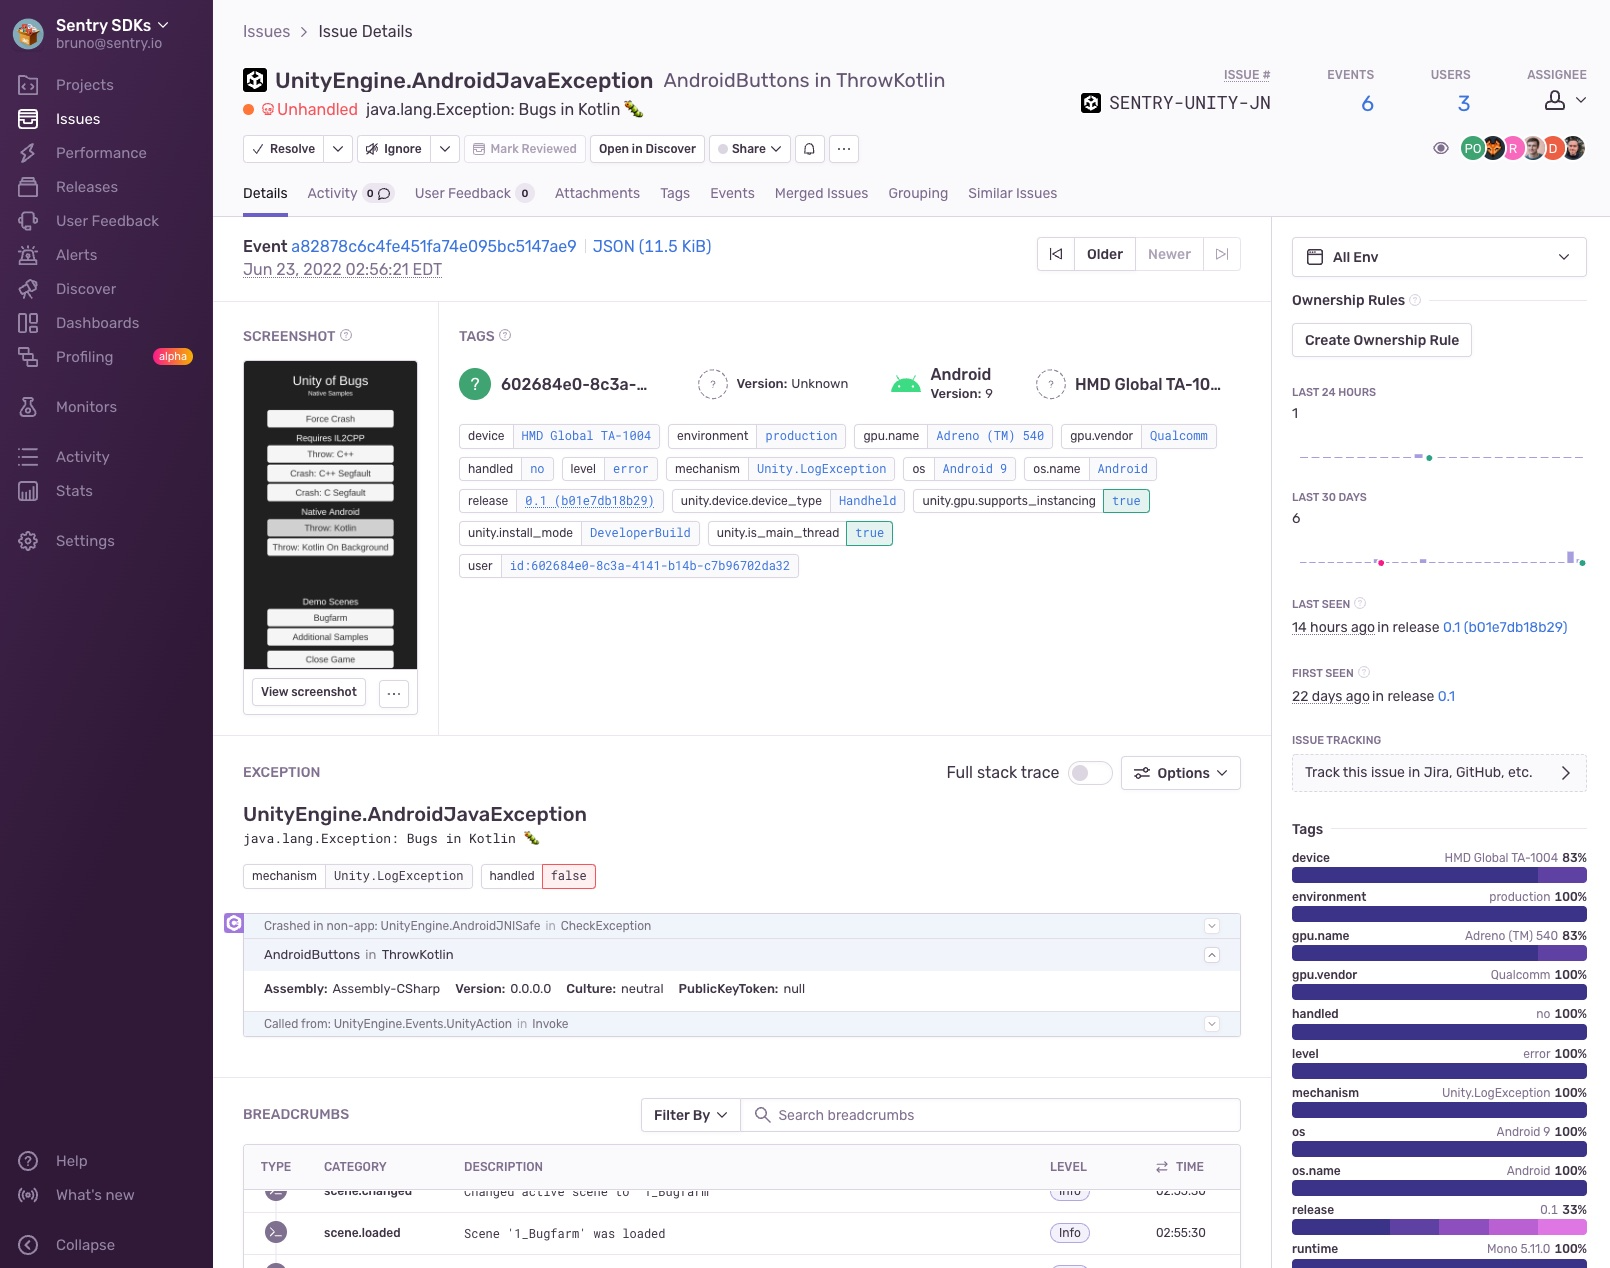 Sentry SDKs
bruno@sentry.io
Projects
Issues
Performance
Releases
User Feedback
Alerts
Discover
Dashboards
Profiling alpha
Monitors
Activity
Stats
Settings
Help
What's new
Collapse
Issues > Issue Details
UnityEngine.AndroidJavaException AndroidButtons in ThrowKotlin
Unhandled java.lang.Exception: Bugs in Kotlin 🐛
ISSUE # EVENTS USERS ASSIGNEE
SENTRY-UNITY-JN 6 3
Resolve Ignore Mark Reviewed Open in Discover Share ...
PO R D
Details Activity 0 User Feedback 0 Attachments Tags Events Merged Issues Grouping Similar Issues
Event a82878c6c4fe451fa74e095bc5147ae9 JSON (11.5 KiB)
Jun 23, 2022 02:56:21 EDT
Older Newer
SCREENSHOT ?
Unity of Bugs
Native Samples
Force Crash
Requires IL2CPP
Throw: C++
Crash: C++ Segfault
Crash: C Segfault
Native Android
Throw: Kotlin
Throw: Kotlin On Background
Demo Scenes
Bugfarm
Additional Samples
Close Game
View screenshot ...
TAGS ?
? 602684e0-8c3a-...
? Version: Unknown
Android
Version: 9
? HMD Global TA-10...
device HMD Global TA-1004 environment production gpu.name Adreno (TM) 540 gpu.vendor Qualcomm
handled no level error mechanism Unity.LogException os Android 9 os.name Android
release 0.1 (b01e7db18b29) unity.device.device_type Handheld unity.gpu.supports_instancing true
unity.install_mode DeveloperBuild unity.is_main_thread true
user id:602684e0-8c3a-4141-b14b-c7b96702da32
EXCEPTION
Full stack trace Options
UnityEngine.AndroidJavaException
java.lang.Exception: Bugs in Kotlin 🐛
mechanism Unity.LogException handled false
Crashed in non-app: UnityEngine.AndroidJNISafe in CheckException
AndroidButtons in ThrowKotlin
Assembly: Assembly-CSharp Version: 0.0.0.0 Culture: neutral PublicKeyToken: null
Called from: UnityEngine.Events.UnityAction in Invoke
BREADCRUMBS
Filter By Search breadcrumbs
TYPE CATEGORY DESCRIPTION LEVEL TIME
scene.changed Changed active scene to '1_Bugfarm' Info 02:55:30
scene.loaded Scene '1_Bugfarm' was loaded Info 02:55:30
All Env
Ownership Rules ?
Create Ownership Rule
LAST 24 HOURS
1
LAST 30 DAYS
6
LAST SEEN ?
14 hours ago in release 0.1 (b01e7db18b29)
FIRST SEEN ?
22 days ago in release 0.1
ISSUE TRACKING
Track this issue in Jira, GitHub, etc.
Tags
device HMD Global TA-1004 83%
environment production 100%
gpu.name Adreno (TM) 540 83%
gpu.vendor Qualcomm 100%
handled no 100%
level error 100%
mechanism Unity.LogException 100%
os Android 9 100%
os.name Android 100%
release 0.1 33%
runtime Mono 5.11.0 100%